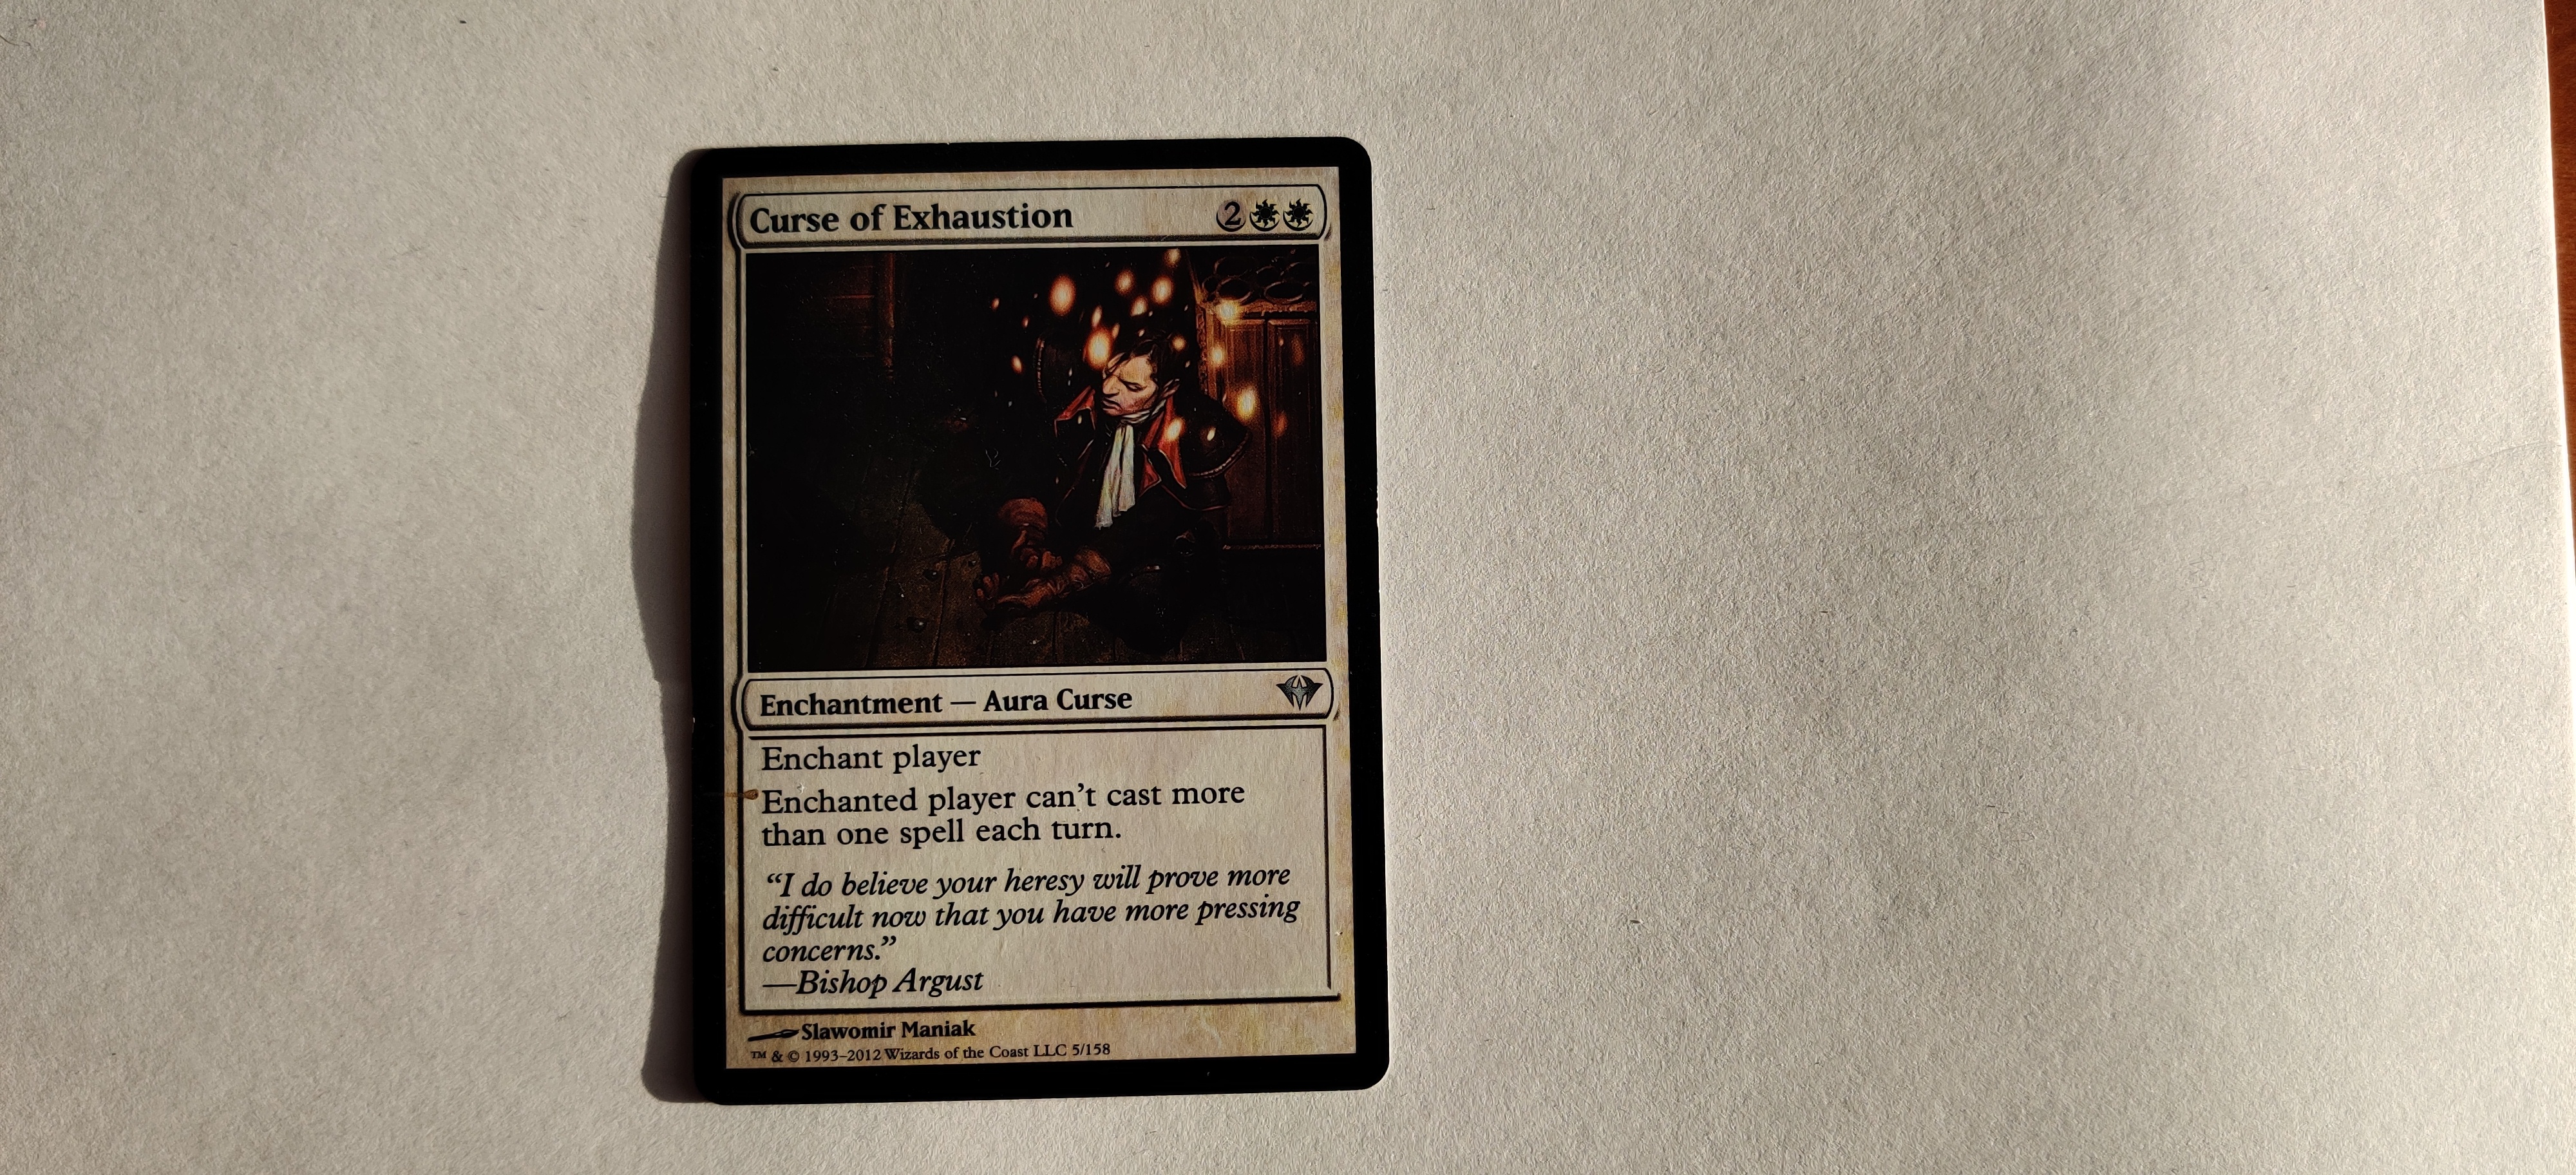 Curse of Exhaustion 2
Enchantment — Aura Curse
Enchant player
Enchanted player can't cast more
than one spell each turn.
“I do believe your heresy will prove more
difficult now that you have more pressing
concerns.”
—Bishop Argust
Slawomir Maniak
™ & © 1993–2012 Wizards of the Coast LLC 5/158